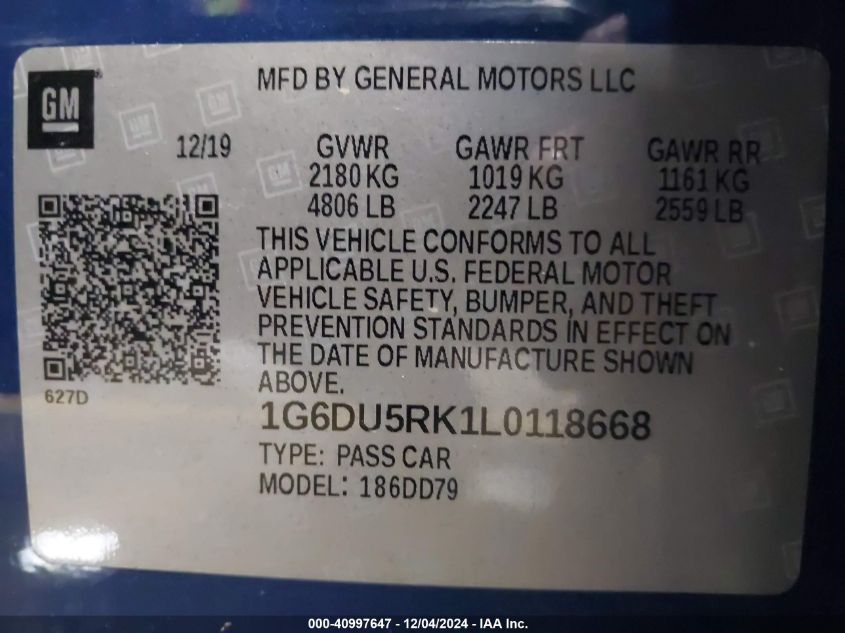 MFD BY GENERAL MOTORS LLC
GM
12/19 GVWR GAWR FRT GAWR RR
2180 KG 1019 KG 1161 KG
4806 LB 2247 LB 2559 LB
THIS VEHICLE CONFORMS TO ALL
APPLICABLE U.S. FEDERAL MOTOR
VEHICLE SAFETY, BUMPER, AND THEFT
PREVENTION STANDARDS IN EFFECT ON
THE DATE OF MANUFACTURE SHOWN
ABOVE.
627D
1G6DU5RK1L0118668
TYPE: PASS CAR
MODEL: 186DD79
000-40997647 - 12/04/2024 - IAA Inc.